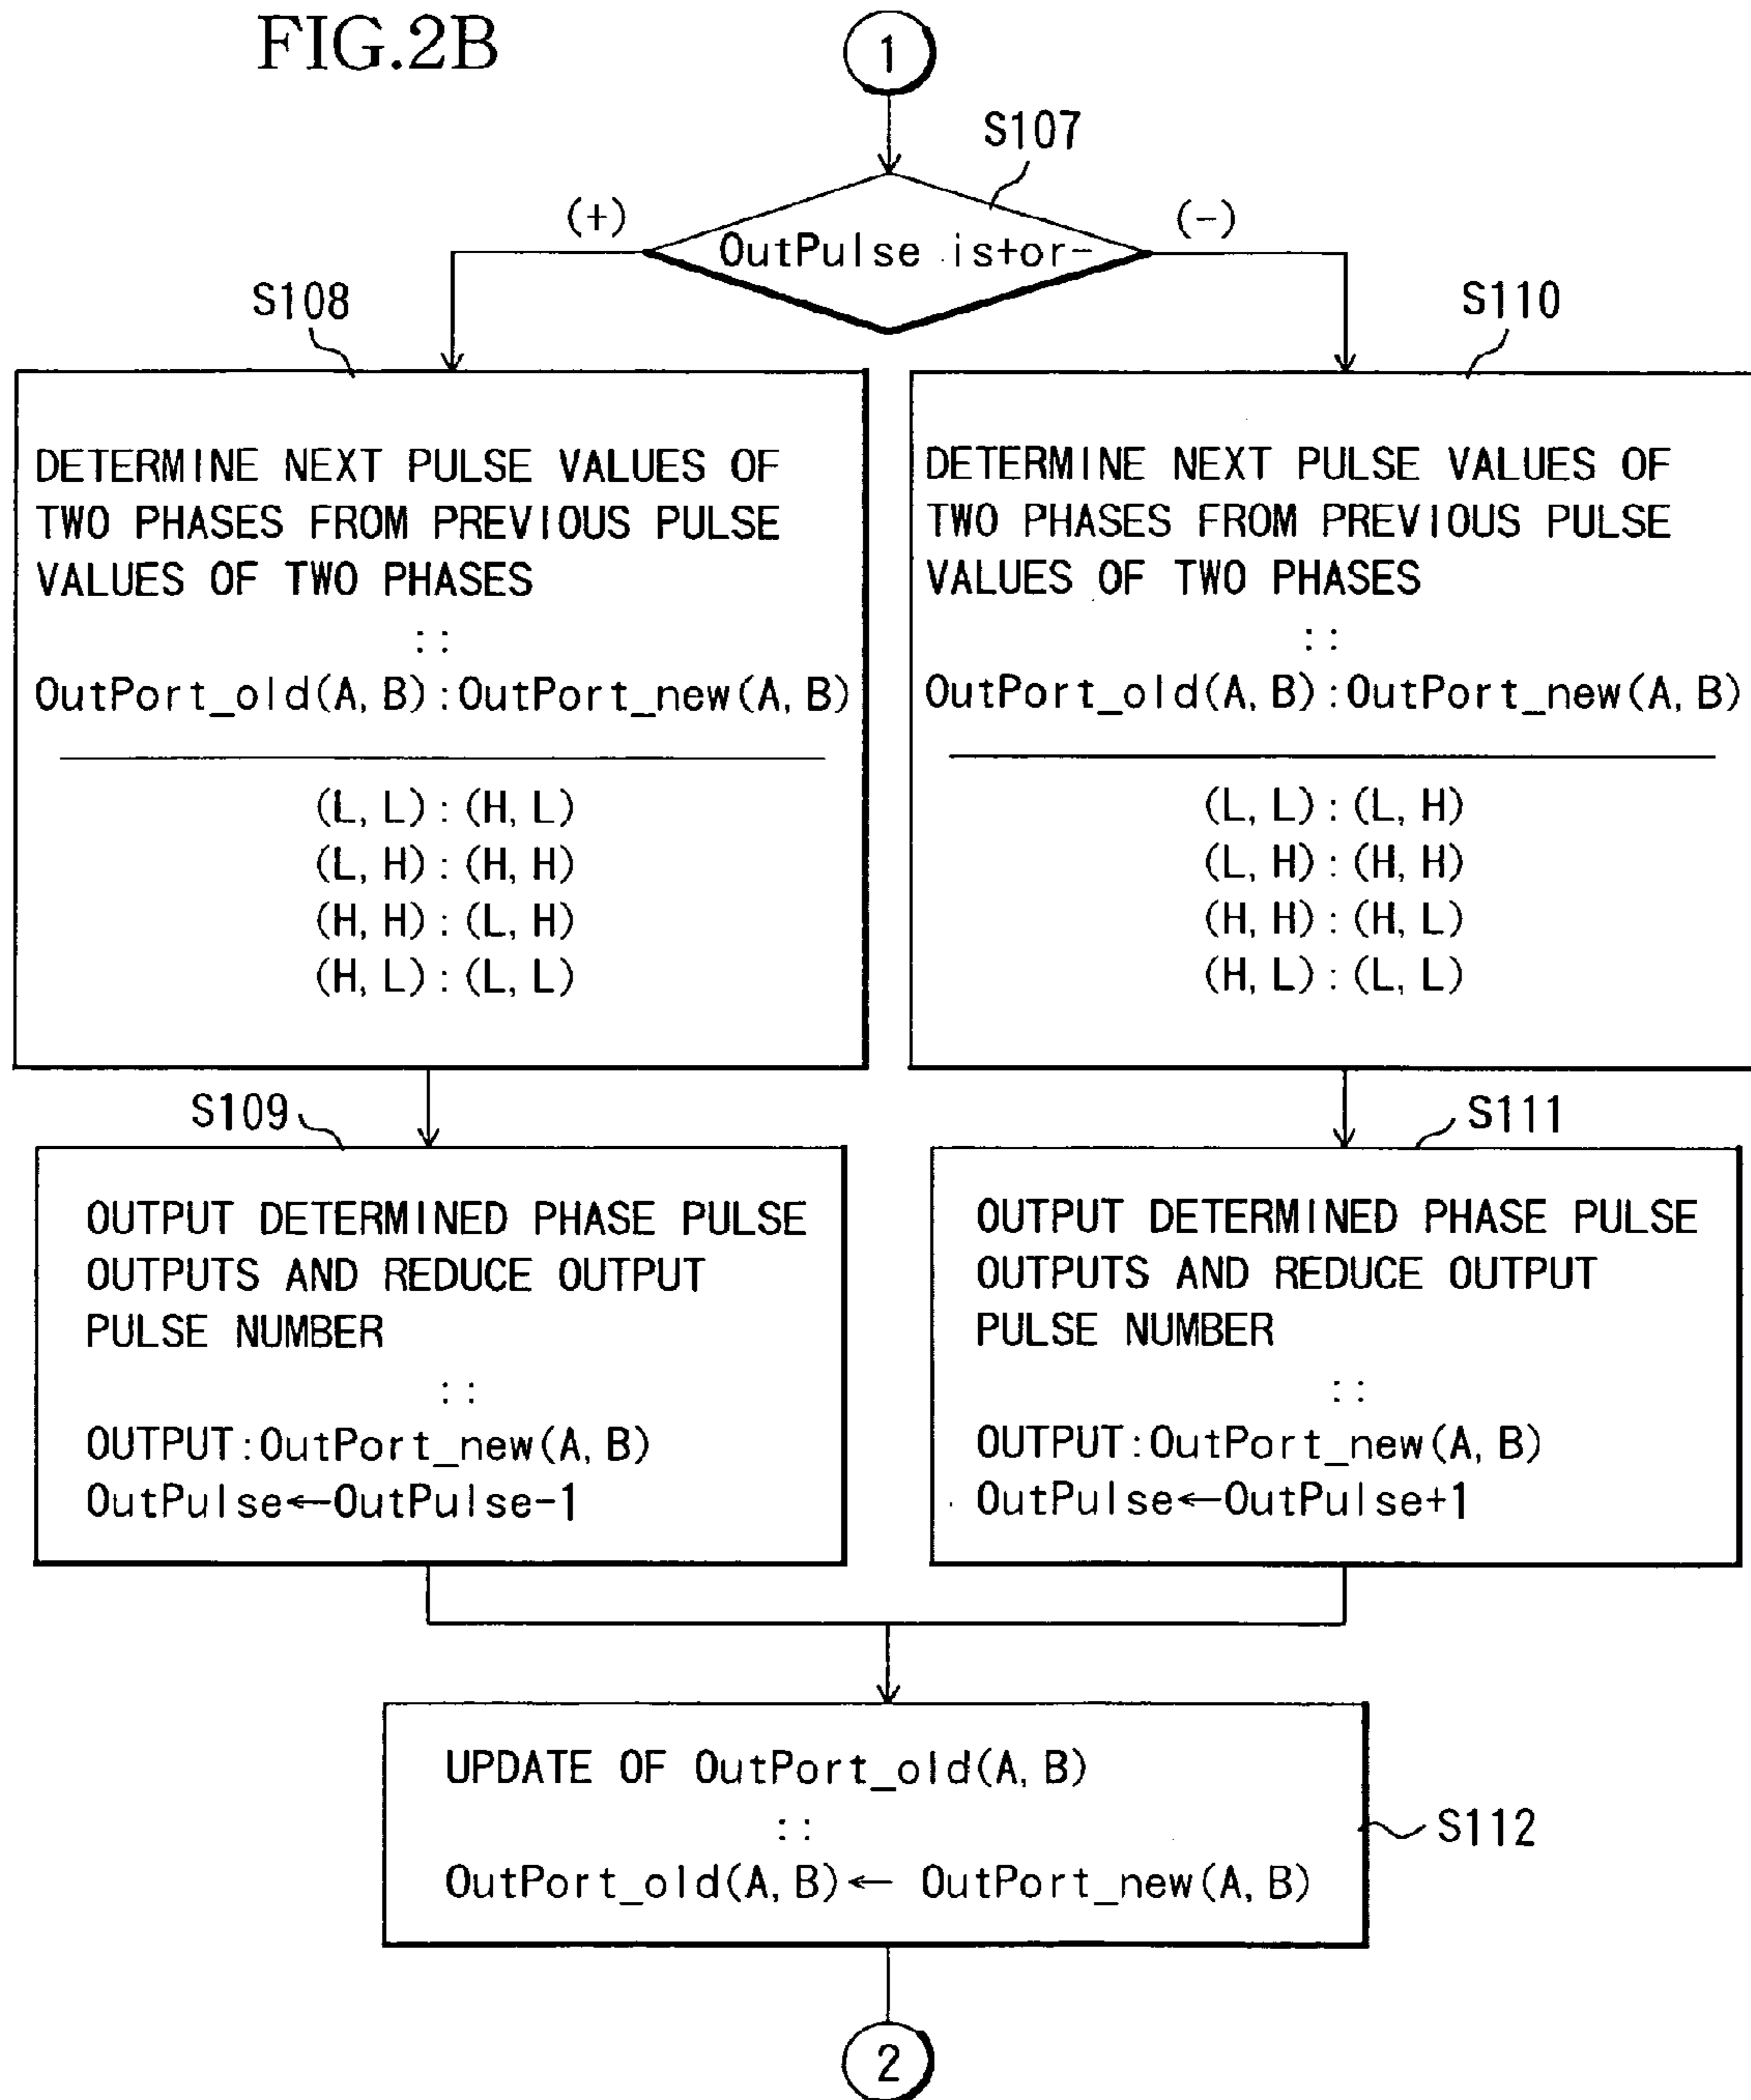 FIG.2B
1
S107
(+)
(-)
OutPulse is+or-
S108
DETERMINE NEXT PULSE VALUES OF
TWO PHASES FROM PREVIOUS PULSE
VALUES OF TWO PHASES
::
OutPort_old(A, B):OutPort_new(A, B)
(L, L):(H, L)
(L, H):(H, H)
(H, H):(L, H)
(H, L):(L, L)
S110
DETERMINE NEXT PULSE VALUES OF
TWO PHASES FROM PREVIOUS PULSE
VALUES OF TWO PHASES
::
OutPort_old(A, B):OutPort_new(A, B)
(L, L):(L, H)
(L, H):(H, H)
(H, H):(H, L)
(H, L):(L, L)
S109
OUTPUT DETERMINED PHASE PULSE
OUTPUTS AND REDUCE OUTPUT
PULSE NUMBER
::
OUTPUT:OutPort_new(A, B)
OutPulse←OutPulse-1
S111
OUTPUT DETERMINED PHASE PULSE
OUTPUTS AND REDUCE OUTPUT
PULSE NUMBER
::
OUTPUT:OutPort_new(A, B)
OutPulse←OutPulse+1
UPDATE OF OutPort_old(A, B)
::
OutPort_old(A, B)← OutPort_new(A, B)
S112
2